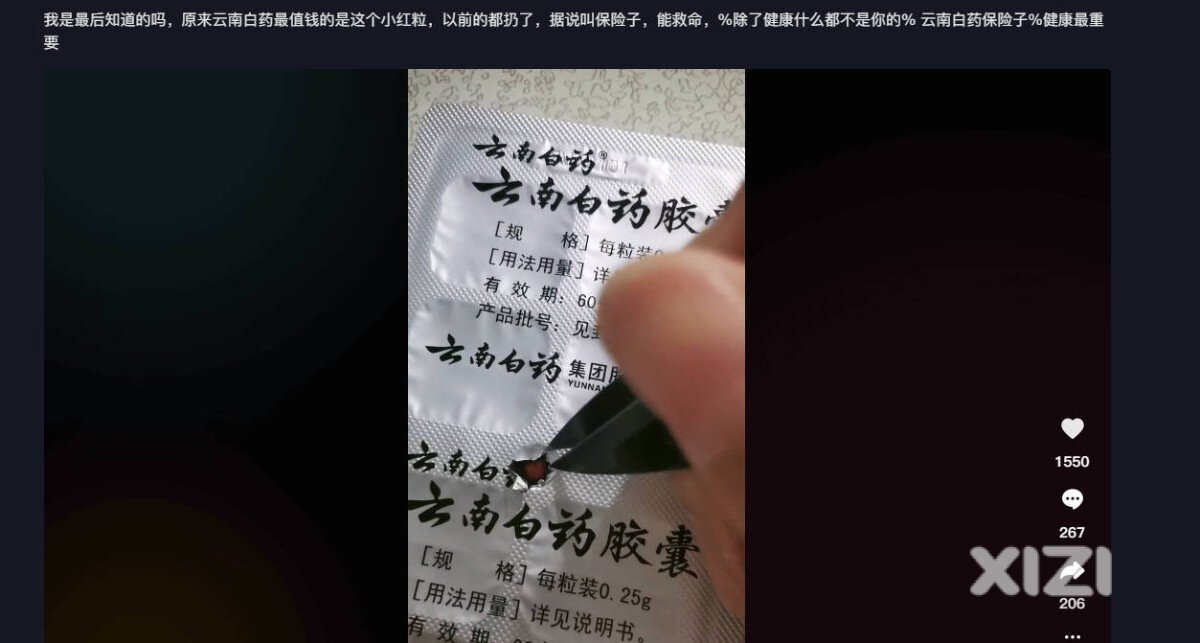 我是最后知道的吗，原来云南白药最值钱的是这个小红粒，以前的都扔了，据说叫保险子，能救命，%除了健康什么都不是你的% 云南白药保险子%健康最重
要
云南白药®
云南白药胶囊
[规 格]每粒装0
[用法用量]详
有 效 期：60
产品批号：见
云南白药 集团
YUNNAN
云南白
云南白药胶囊
[规 格]每粒装0.25g
[用法用量]详见说明书。
有 效 期
1550
267
206
XIZI